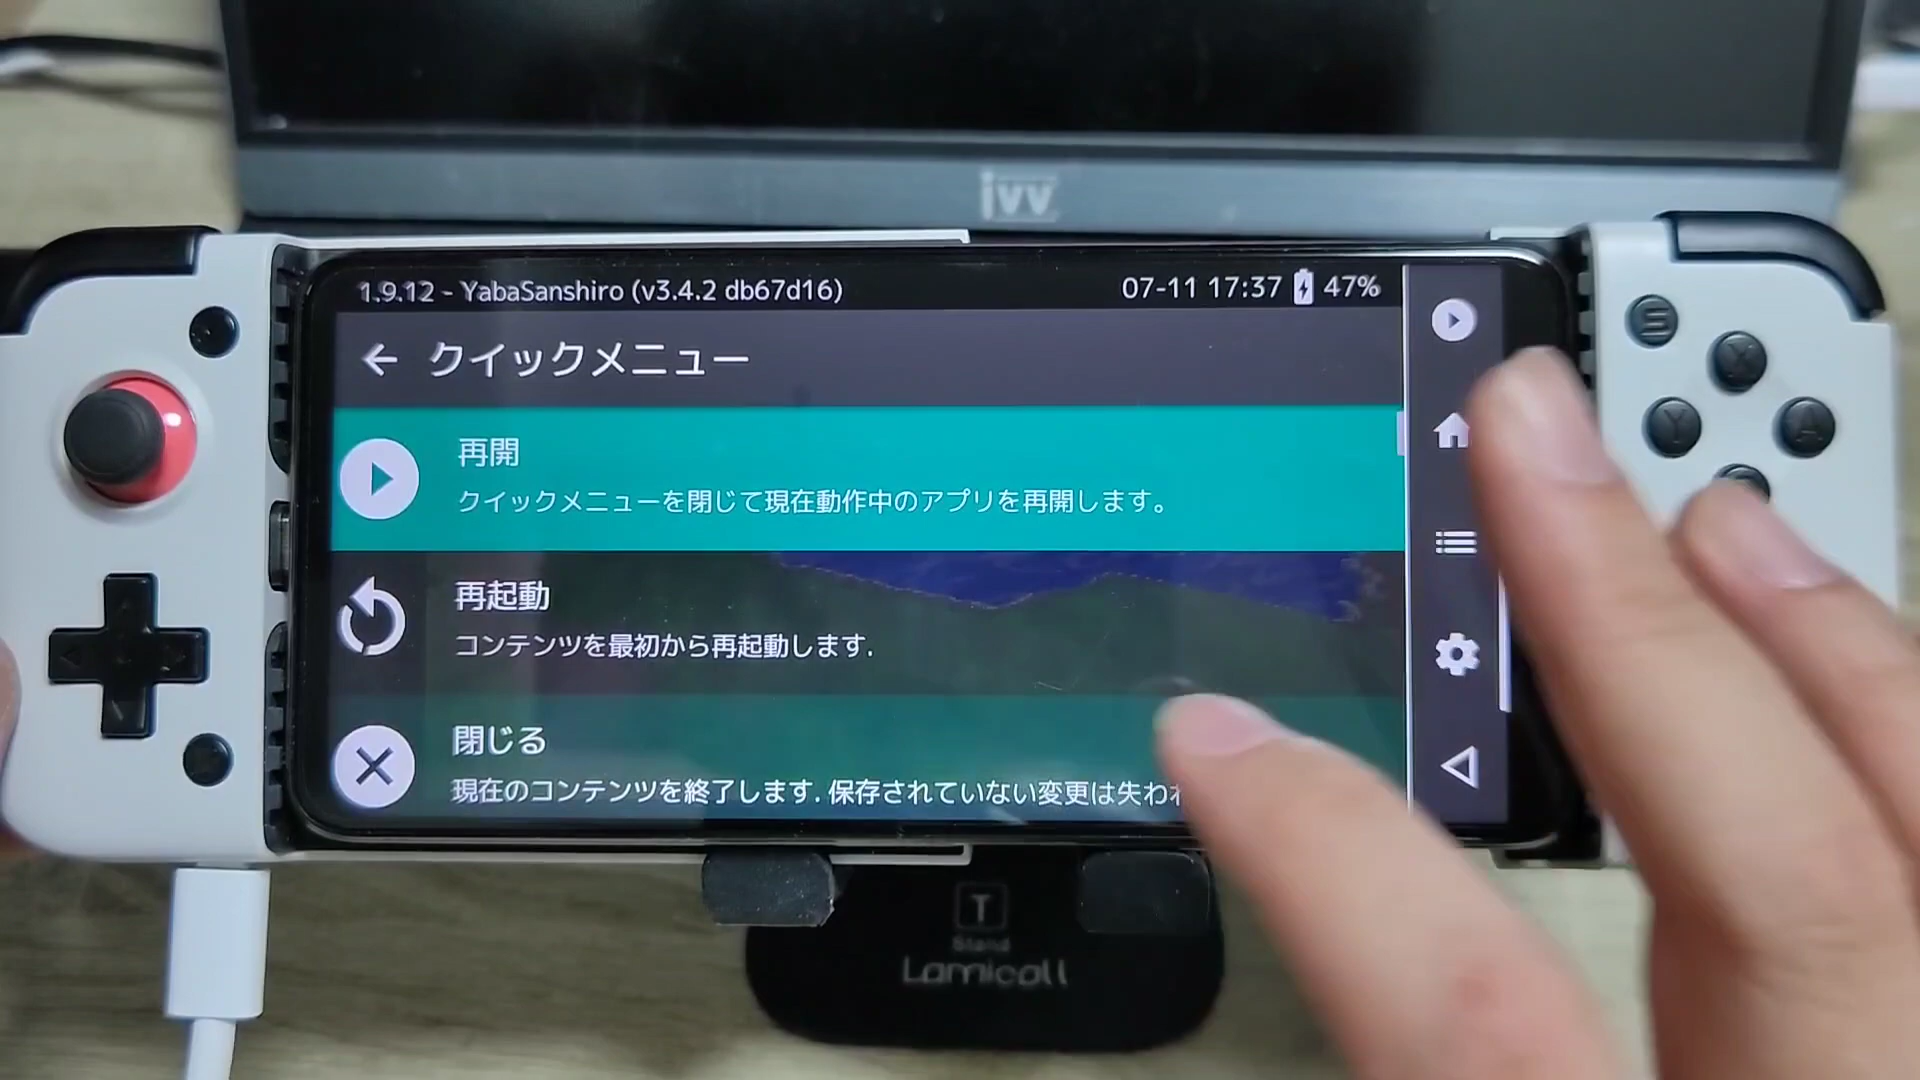 ivv
1.9.12 - YabaSanshiro (v3.4.2 db67d16)
07-11 17:37 47%
クイックメニュー
再開
クイックメニューを閉じて現在動作中のアプリを再開します。
再起動
コンテンツを最初から再起動します.
閉じる
現在のコンテンツを終了します. 保存されていない変更は失わ
S
X
Y
A
T
Stand
Lamicall